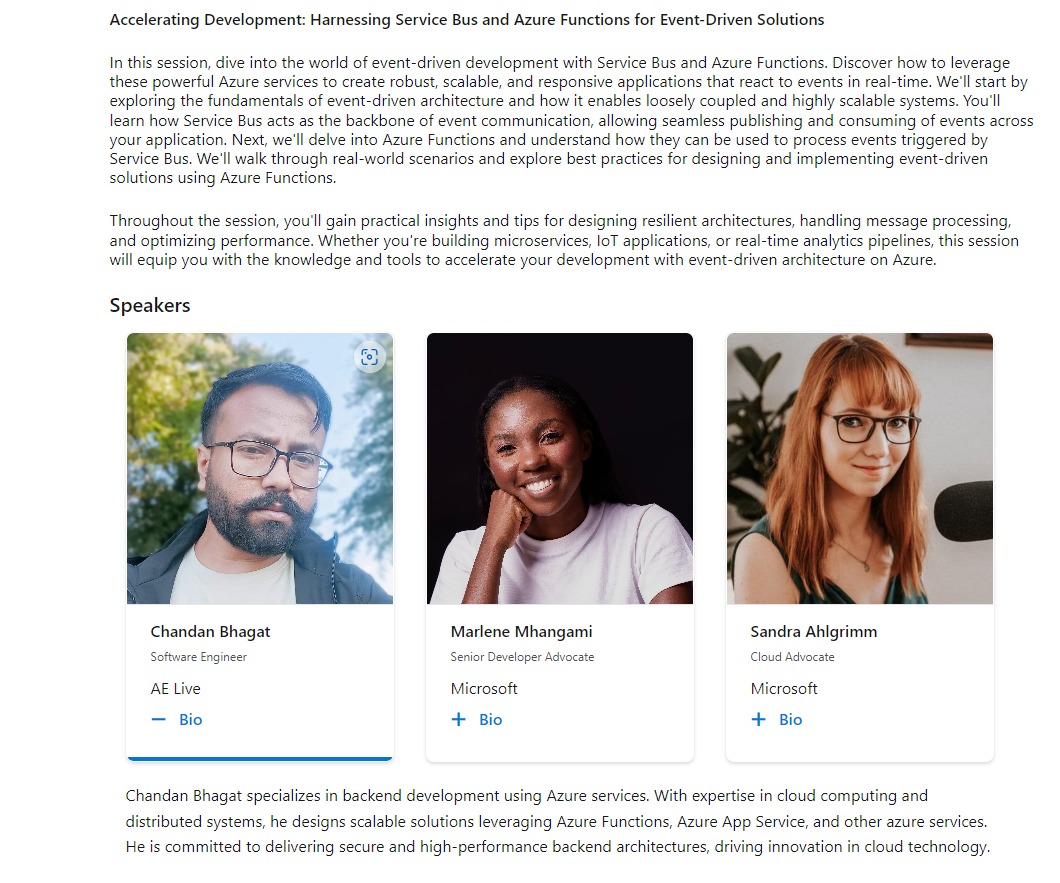 Accelerating Development: Harnessing Service Bus and Azure Functions for Event-Driven Solutions
In this session, dive into the world of event-driven development with Service Bus and Azure Functions. Discover how to leverage
these powerful Azure services to create robust, scalable, and responsive applications that react to events in real-time. We'll start by
exploring the fundamentals of event-driven architecture and how it enables loosely coupled and highly scalable systems. You'll
learn how Service Bus acts as the backbone of event communication, allowing seamless publishing and consuming of events across
your application. Next, we'll delve into Azure Functions and understand how they can be used to process events triggered by
Service Bus. We'll walk through real-world scenarios and explore best practices for designing and implementing event-driven
solutions using Azure Functions.
Throughout the session, you'll gain practical insights and tips for designing resilient architectures, handling message processing,
and optimizing performance. Whether you're building microservices, IoT applications, or real-time analytics pipelines, this session
will equip you with the knowledge and tools to accelerate your development with event-driven architecture on Azure.
Speakers
Chandan Bhagat
Software Engineer
AE Live
− Bio
Marlene Mhangami
Senior Developer Advocate
Microsoft
+ Bio
Sandra Ahlgrimm
Cloud Advocate
Microsoft
+ Bio
Chandan Bhagat specializes in backend development using Azure services. With expertise in cloud computing and
distributed systems, he designs scalable solutions leveraging Azure Functions, Azure App Service, and other azure services.
He is committed to delivering secure and high-performance backend architectures, driving innovation in cloud technology.